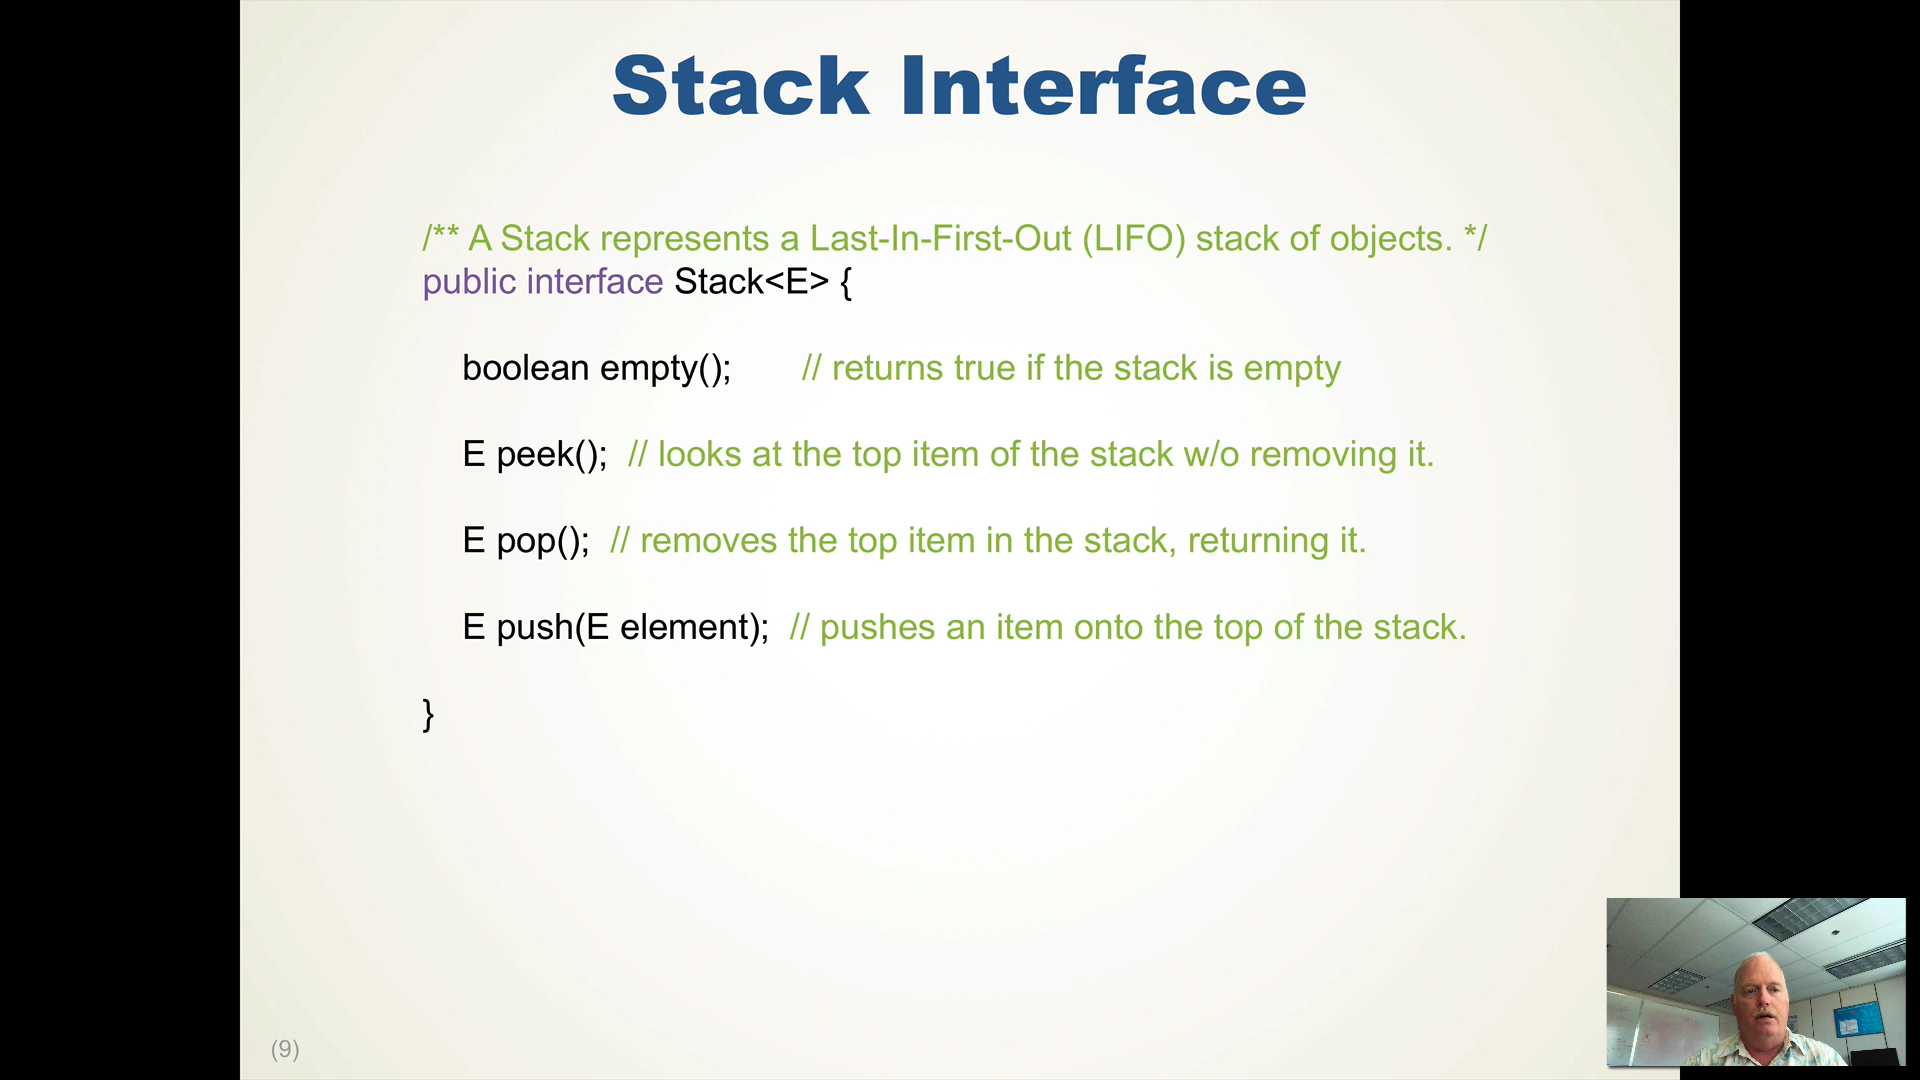 Stack Interface
/** A Stack represents a Last-In-First-Out (LIFO) stack of objects. */
public interface Stack<E> {
boolean empty(); // returns true if the stack is empty
E peek(); // looks at the top item of the stack w/o removing it.
E pop(); // removes the top item in the stack, returning it.
E push(E element); // pushes an item onto the top of the stack.
}
(9)